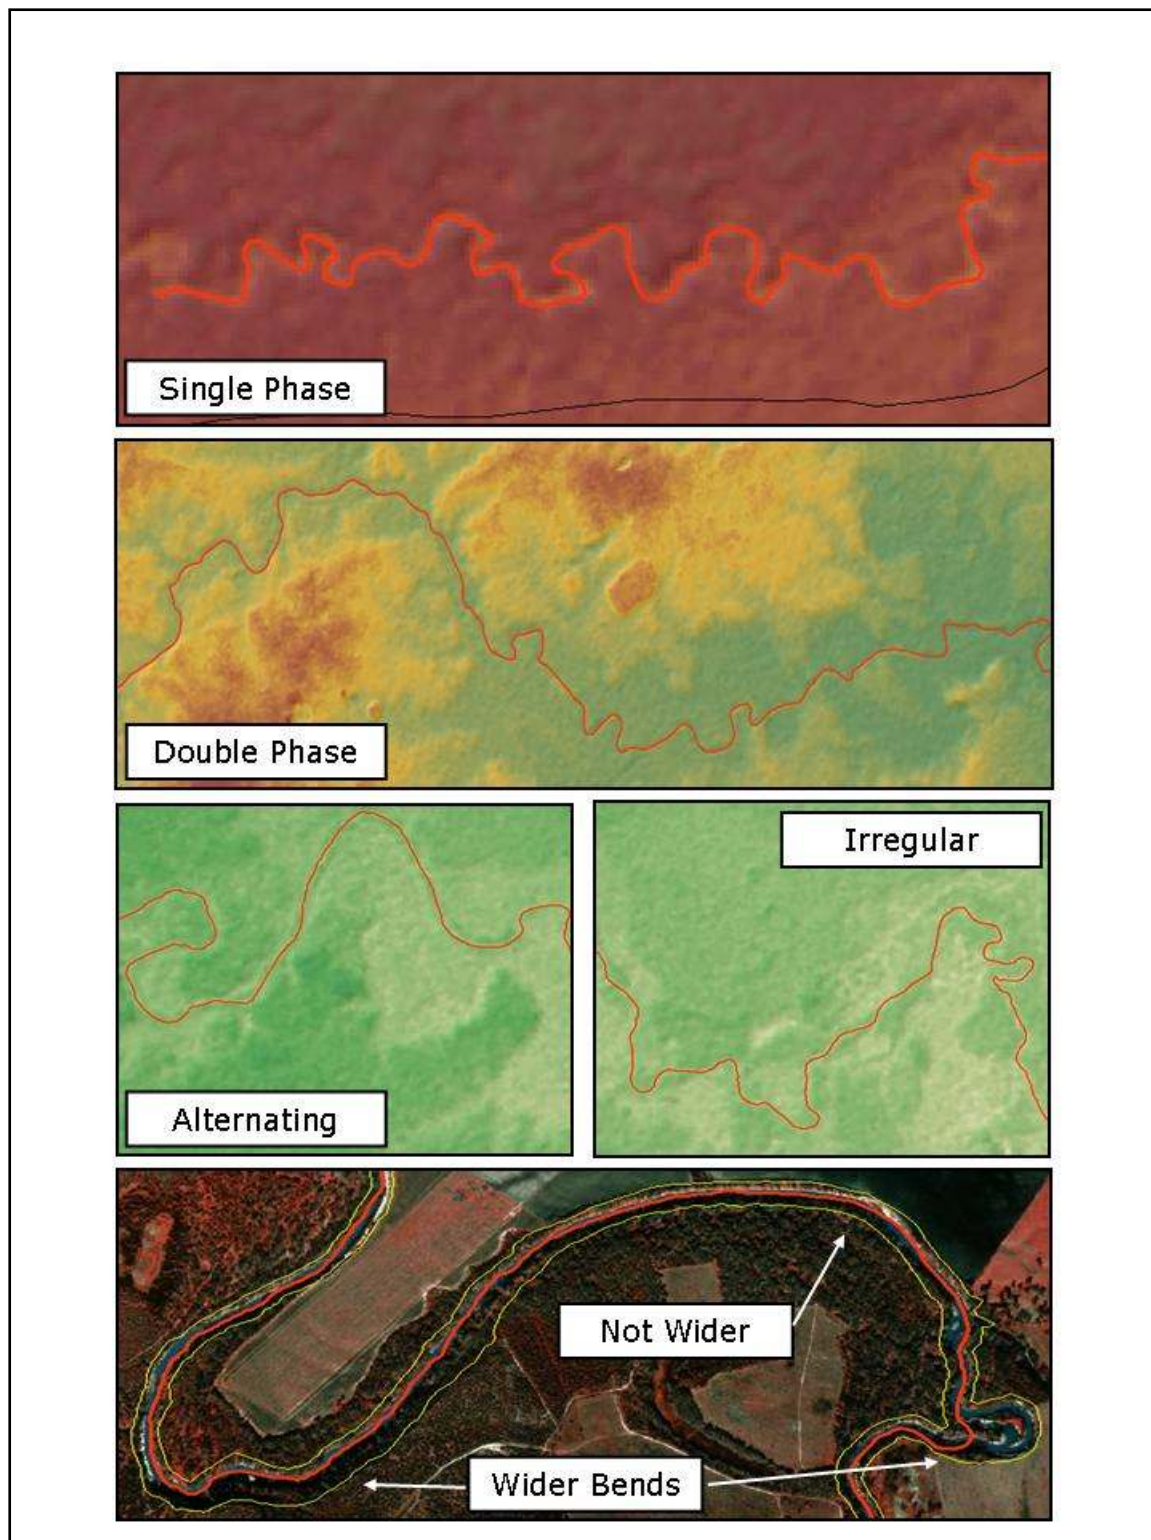 Single Phase
Double Phase
Irregular
Alternating
Not Wider
Wider Bends